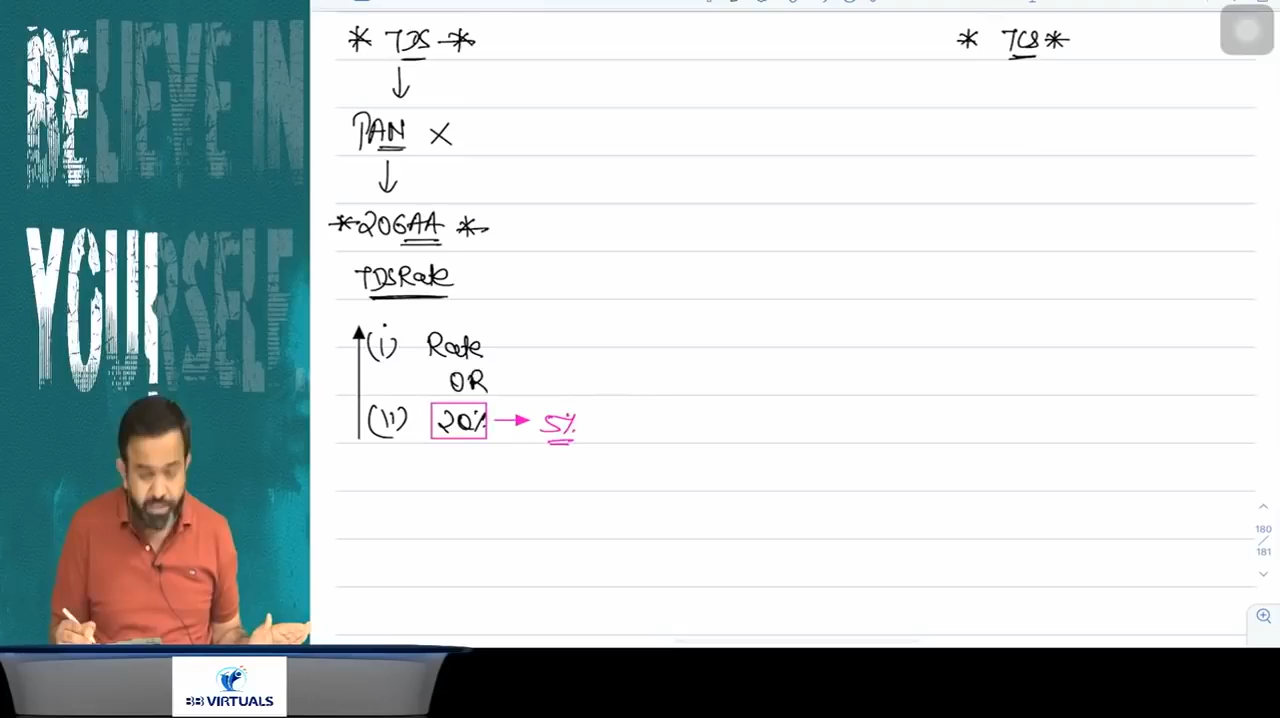 BELIEVE IN
YOURSELF
* TDS *
* TCS *
PAN ×
*206AA *
TDS Rate
(i) Rate
OR
(ii) 20% → 5%
180
/
181
BB VIRTUALS